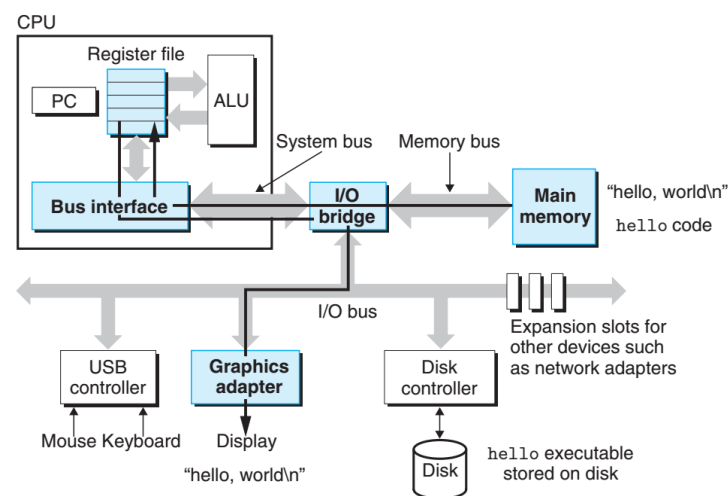 CPU
Register file
PC
ALU
System bus
Memory bus
Bus interface
I/O
bridge
Main
memory
“hello, world\n”
hello code
I/O bus
Expansion slots for
other devices such
as network adapters
USB
controller
Graphics
adapter
Disk
controller
Mouse Keyboard
Display
“hello, world\n”
Disk
hello executable
stored on disk